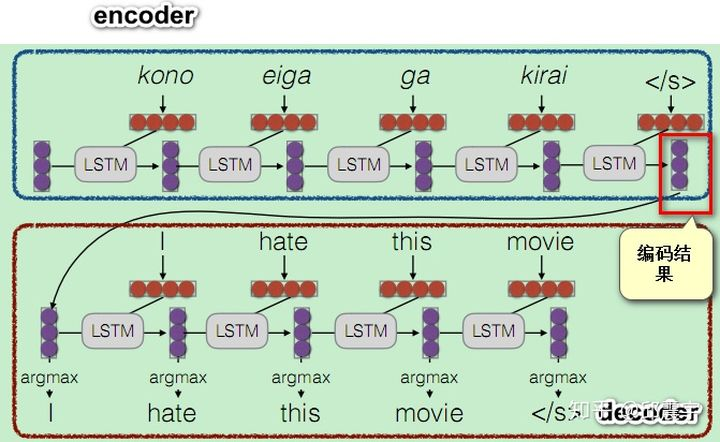 encoder
kono eiga ga kirai </s>
LSTM LSTM LSTM LSTM LSTM
编码结
果
I hate this movie
LSTM LSTM LSTM LSTM
argmax argmax argmax argmax argmax
I hate this movie </s>
decoder